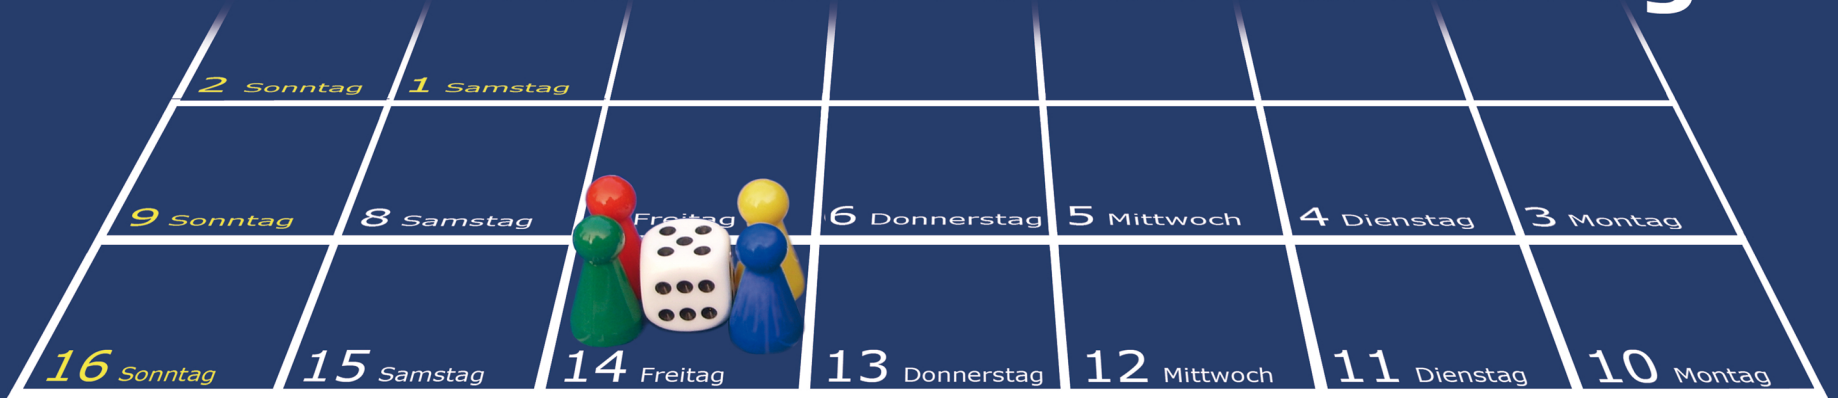 2 Sonntag 1 Samstag
9 Sonntag 8 Samstag Freitag 6 Donnerstag 5 Mittwoch 4 Dienstag 3 Montag
16 Sonntag 15 Samstag 14 Freitag 13 Donnerstag 12 Mittwoch 11 Dienstag 10 Montag